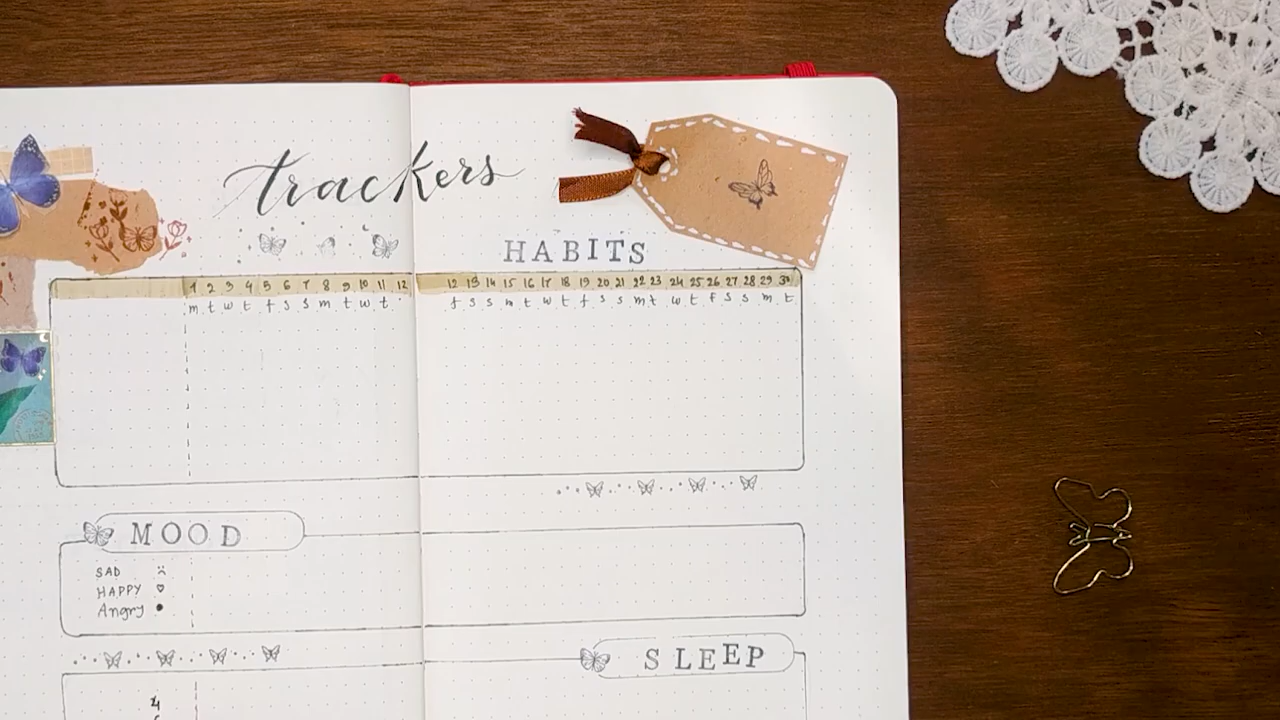 trackers
HABITS
1 2 3 4 5 6 7 8 9 10 11 12 12 13 14 15 16 17 18 19 20 21 22 23 24 25 26 27 28 29 30
m t w t f s s m t w t f s s m t w t f s s m t w t f s s m t
MOOD
SAD
HAPPY
Angry
SLEEP
4